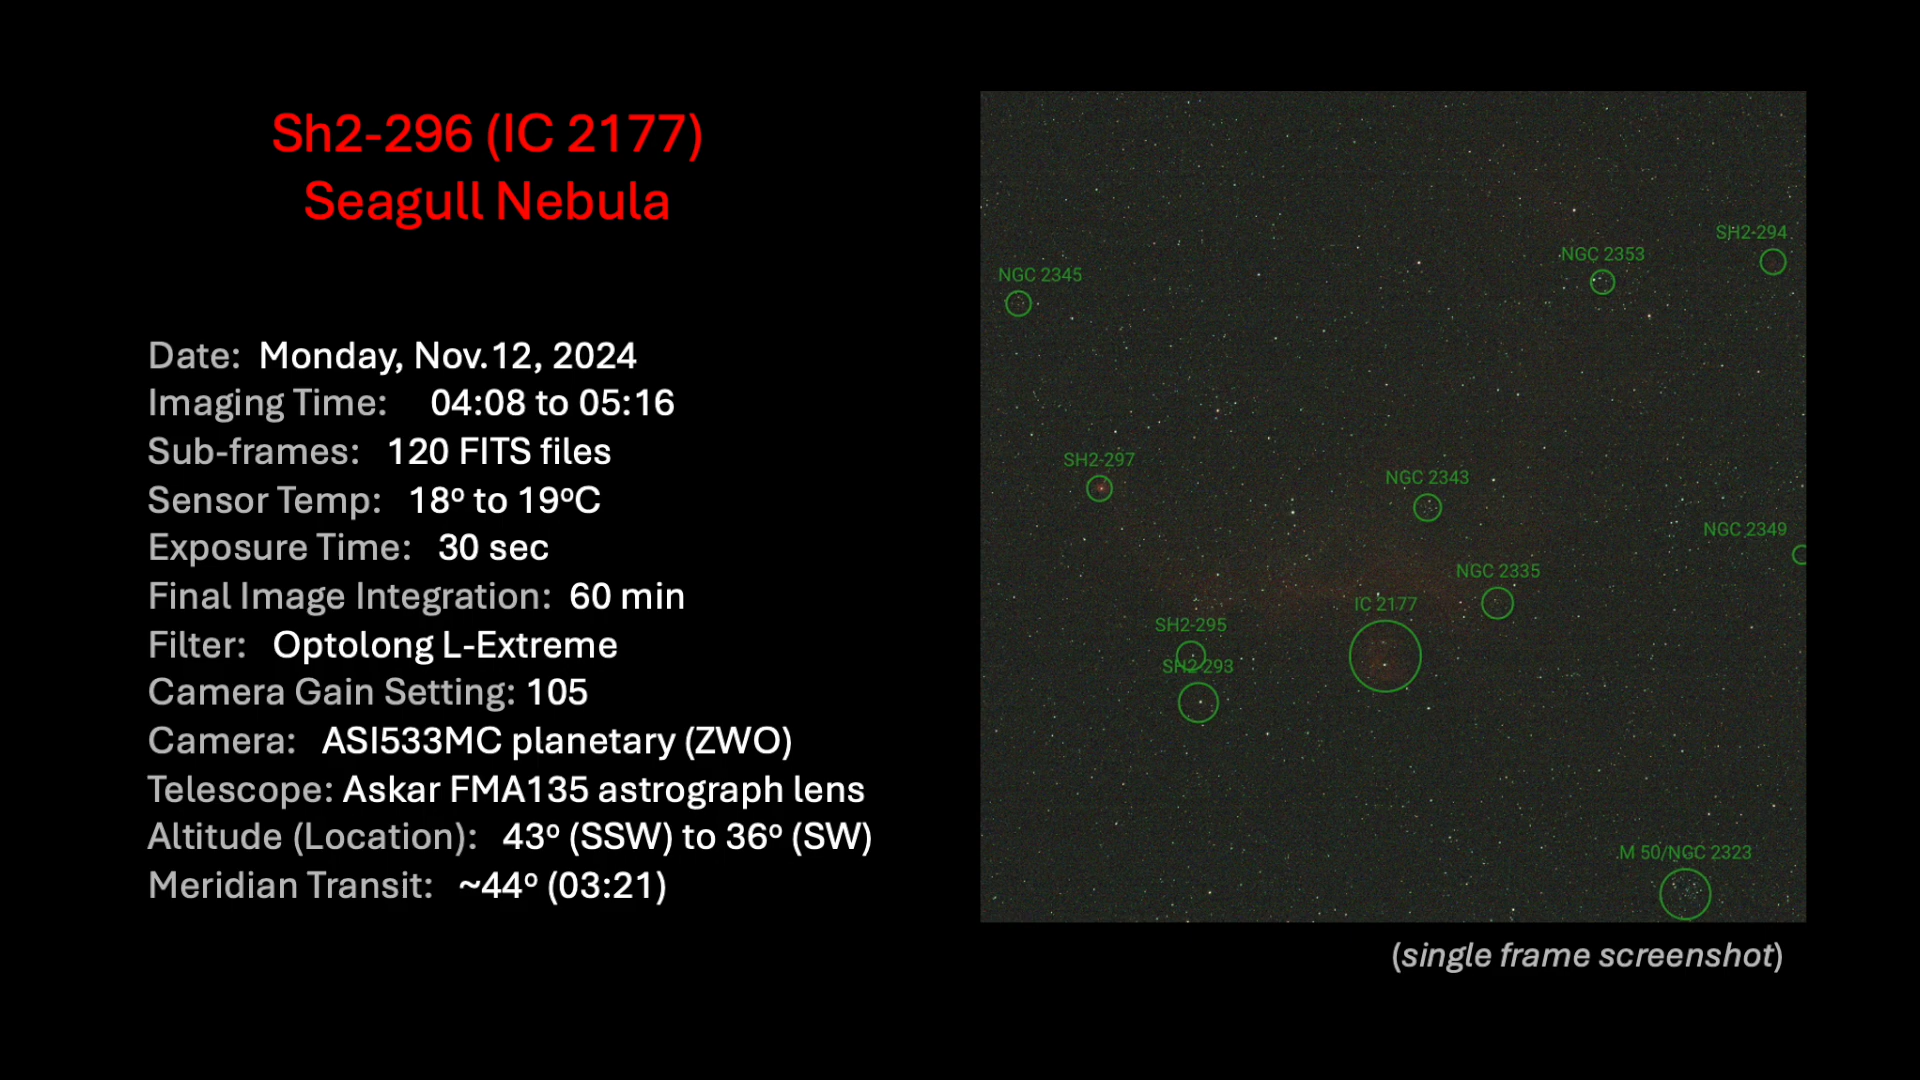 Sh2-296 (IC 2177)
Seagull Nebula
Date: Monday, Nov.12, 2024
Imaging Time: 04:08 to 05:16
Sub-frames: 120 FITS files
Sensor Temp: 18º to 19ºC
Exposure Time: 30 sec
Final Image Integration: 60 min
Filter: Optolong L-Extreme
Camera Gain Setting: 105
Camera: ASI533MC planetary (ZWO)
Telescope: Askar FMA135 astrograph lens
Altitude (Location): 43º (SSW) to 36º (SW)
Meridian Transit: ~44º (03:21)
SH2-294
NGC 2353
NGC 2345
SH2-297
NGC 2343
NGC 2349
NGC 2335
IC 2177
SH2-295
SH2-293
M 50/NGC 2323
(single frame screenshot)